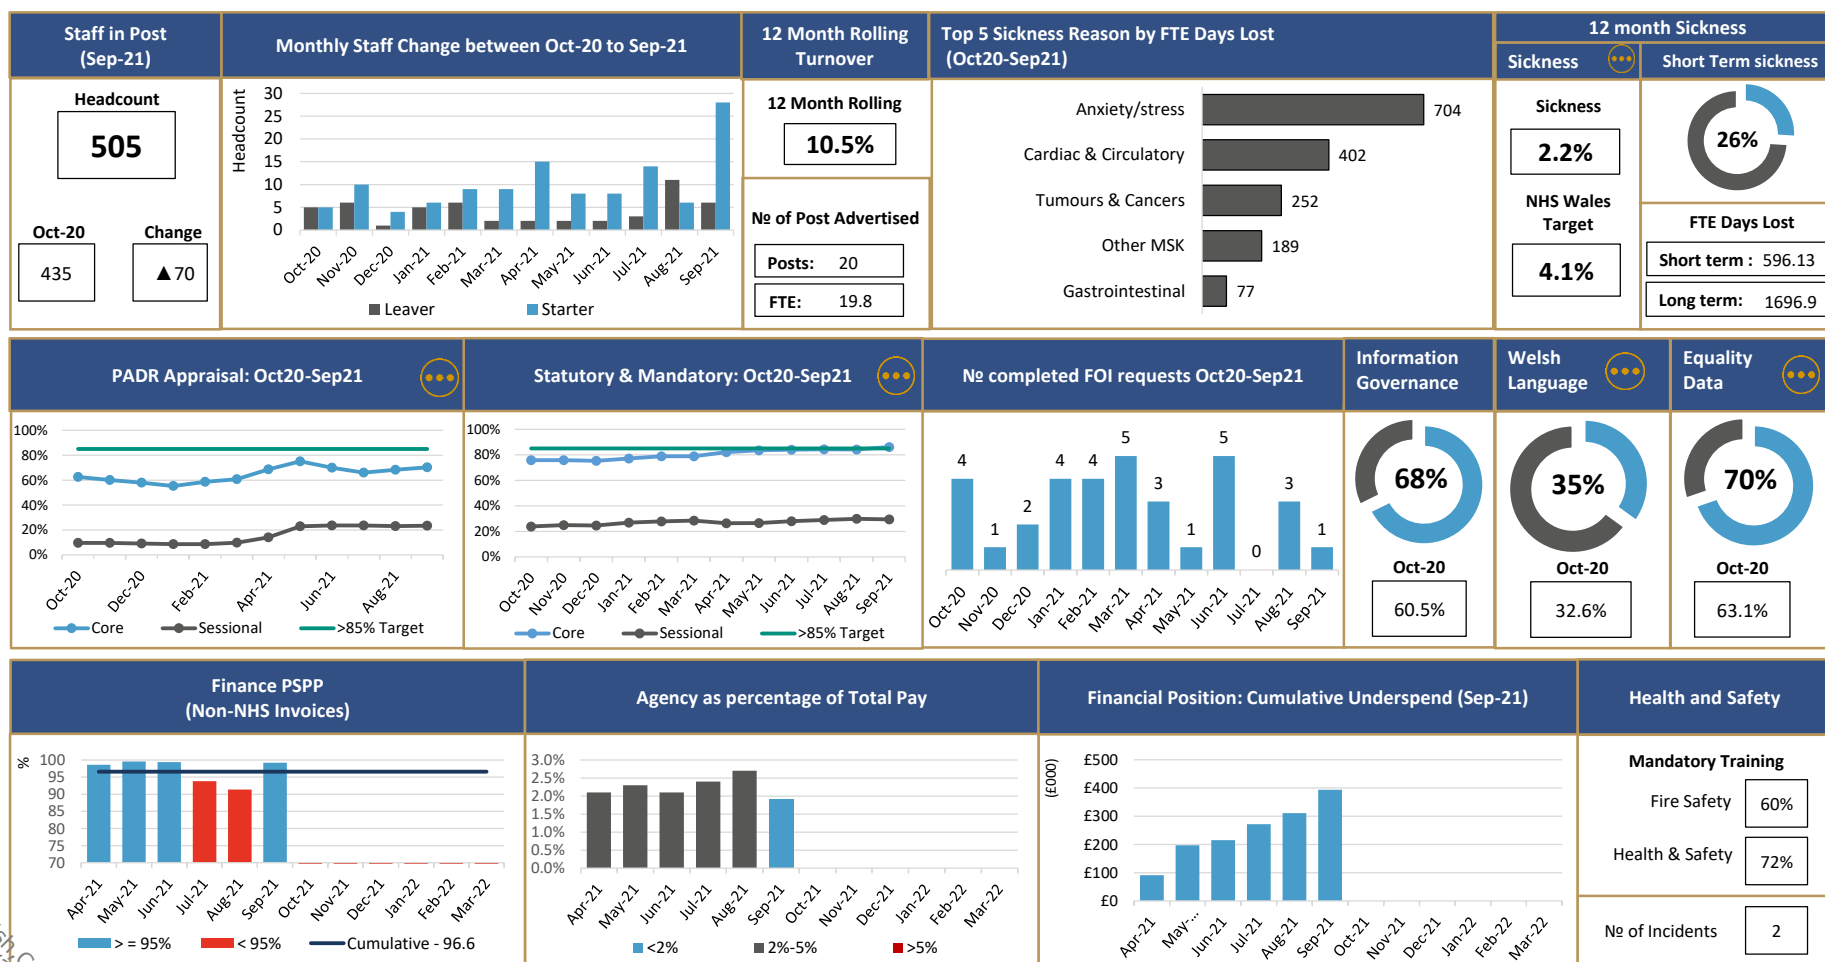 Staff in Post
(Sep-21)
Monthly Staff Change between Oct-20 to Sep-21
12 Month Rolling
Turnover
Top 5 Sickness Reason by FTE Days Lost
(Oct20-Sep21)
12 month Sickness
Sickness
Short Term sickness
Headcount
505
Oct-20
Change
435
▲70
Headcount
30
25
20
15
10
5
0
Oct-20
Nov-20
Dec-20
Jan-21
Feb-21
Mar-21
Apr-21
May-21
Jun-21
Jul-21
Aug-21
Sep-21
Leaver
Starter
12 Month Rolling
10.5%
№ of Post Advertised
Posts: 20
FTE: 19.8
Anxiety/stress 704
Cardiac & Circulatory 402
Tumours & Cancers 252
Other MSK 189
Gastrointestinal 77
Sickness
2.2%
NHS Wales
Target
4.1%
26%
FTE Days Lost
Short term : 596.13
Long term: 1696.9
PADR Appraisal: Oct20-Sep21
Statutory & Mandatory: Oct20-Sep21
№ completed FOI requests Oct20-Sep21
Information
Governance
Welsh
Language
Equality
Data
100%
80%
60%
40%
20%
0%
Oct-20
Dec-20
Feb-21
Apr-21
Jun-21
Aug-21
Core
Sessional
>85% Target
100%
80%
60%
40%
20%
0%
Oct-20
Nov-20
Dec-20
Jan-21
Feb-21
Mar-21
Apr-21
May-21
Jun-21
Jul-21
Aug-21
Sep-21
Core
Sessional
>85% Target
4
1
2
4
4
5
3
1
5
0
3
1
Oct-20
Nov-20
Dec-20
Jan-21
Feb-21
Mar-21
Apr-21
May-21
Jun-21
Jul-21
Aug-21
Sep-21
68%
Oct-20
60.5%
35%
Oct-20
32.6%
70%
Oct-20
63.1%
Finance PSPP
(Non-NHS Invoices)
Agency as percentage of Total Pay
Financial Position: Cumulative Underspend (Sep-21)
Health and Safety
%
100
95
90
85
80
75
70
Apr-21
May-21
Jun-21
Jul-21
Aug-21
Sep-21
Oct-21
Nov-21
Dec-21
Jan-22
Feb-22
Mar-22
> = 95%
< 95%
Cumulative - 96.6
3.0%
2.5%
2.0%
1.5%
1.0%
0.5%
0.0%
Apr-21
May-21
Jun-21
Jul-21
Aug-21
Sep-21
Oct-21
Nov-21
Dec-21
Jan-22
Feb-22
Mar-22
<2%
2%-5%
>5%
(£000)
£500
£400
£300
£200
£100
£0
Apr-21
May-...
Jun-21
Jul-21
Aug-21
Sep-21
Oct-21
Nov-21
Dec-21
Jan-22
Feb-22
Mar-22
Mandatory Training
Fire Safety 60%
Health & Safety 72%
№ of Incidents 2